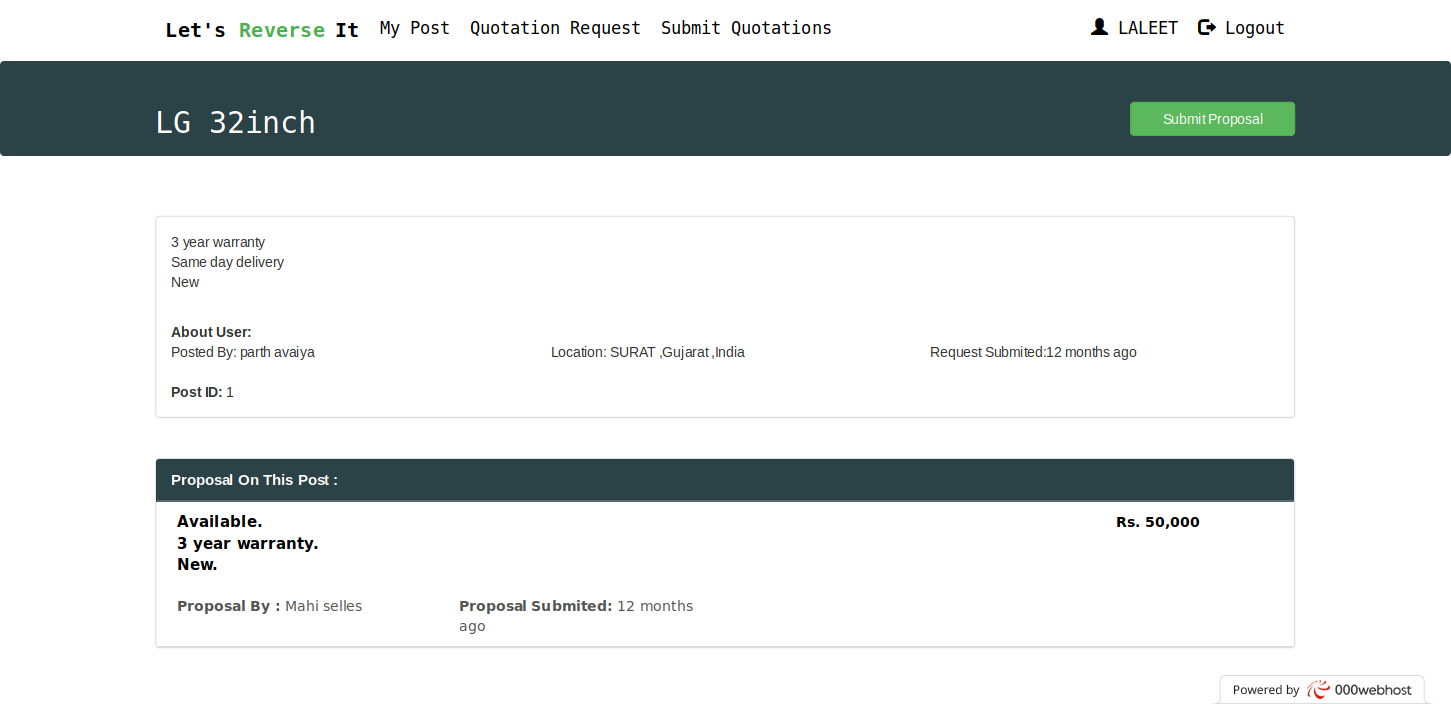 Let's Reverse It My Post Quotation Request Submit Quotations LALEET Logout
LG 32inch Submit Proposal
3 year warranty
Same day delivery
New
About User:
Posted By: parth avaiya Location: SURAT ,Gujarat ,India Request Submited:12 months ago
Post ID: 1
Proposal On This Post :
Available. Rs. 50,000
3 year warranty.
New.
Proposal By : Mahi selles Proposal Submited: 12 months
ago
Powered by 000webhost